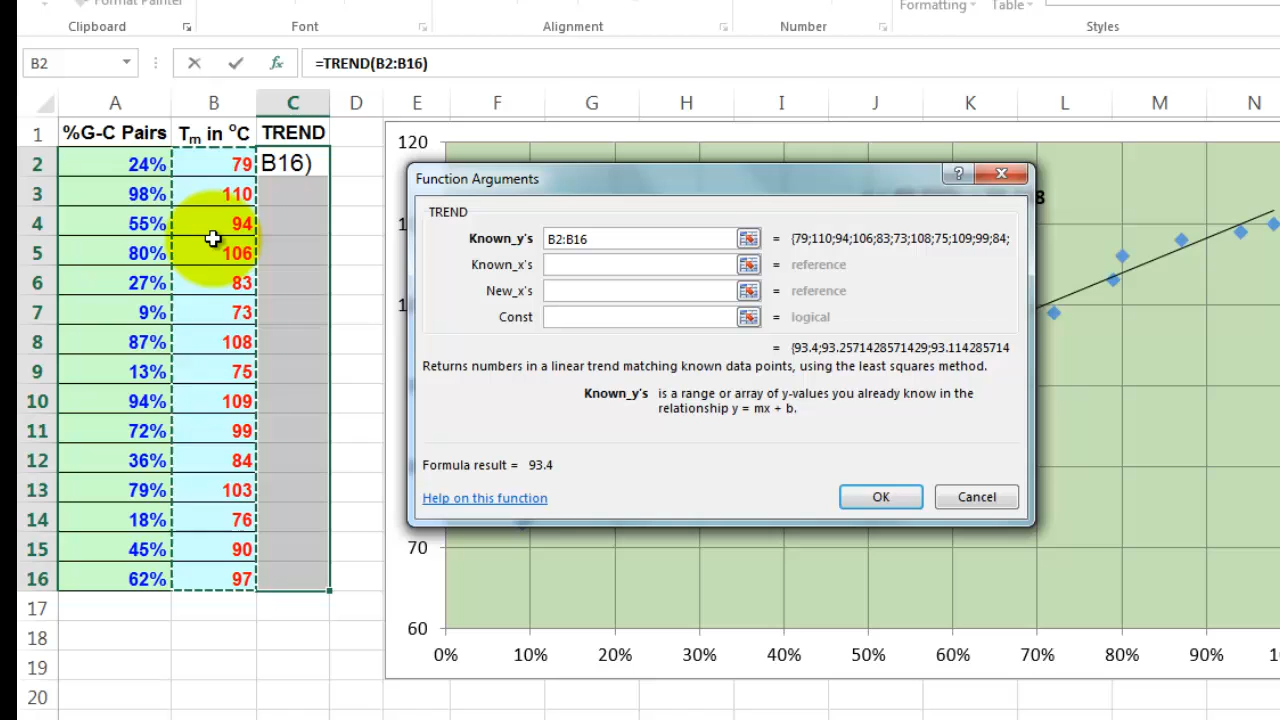 Format Painter
Formatting Table
Clipboard Font Alignment Number Styles
B2 fx =TREND(B2:B16)
A B C D E F G H I J K L M N
1 %G-C Pairs Tm in oC TREND
2 24% 79 B16)
3 98% 110
4 55% 94
5 80% 106
6 27% 83
7 9% 73
8 87% 108
9 13% 75
10 94% 109
11 72% 99
12 36% 84
13 79% 103
14 18% 76
15 45% 90
16 62% 97
17
18
19
20
120
70
60
0% 10% 20% 30% 40% 50% 60% 70% 80% 90%
Function Arguments ?
TREND
Known_y's B2:B16 = {79;110;94;106;83;73;108;75;109;99;84;
Known_x's = reference
New_x's = reference
Const = logical
= {93.4;93.2571428571429;93.114285714
Returns numbers in a linear trend matching known data points, using the least squares method.
Known_y's is a range or array of y-values you already know in the
relationship y = mx + b.
Formula result = 93.4
Help on this function OK Cancel